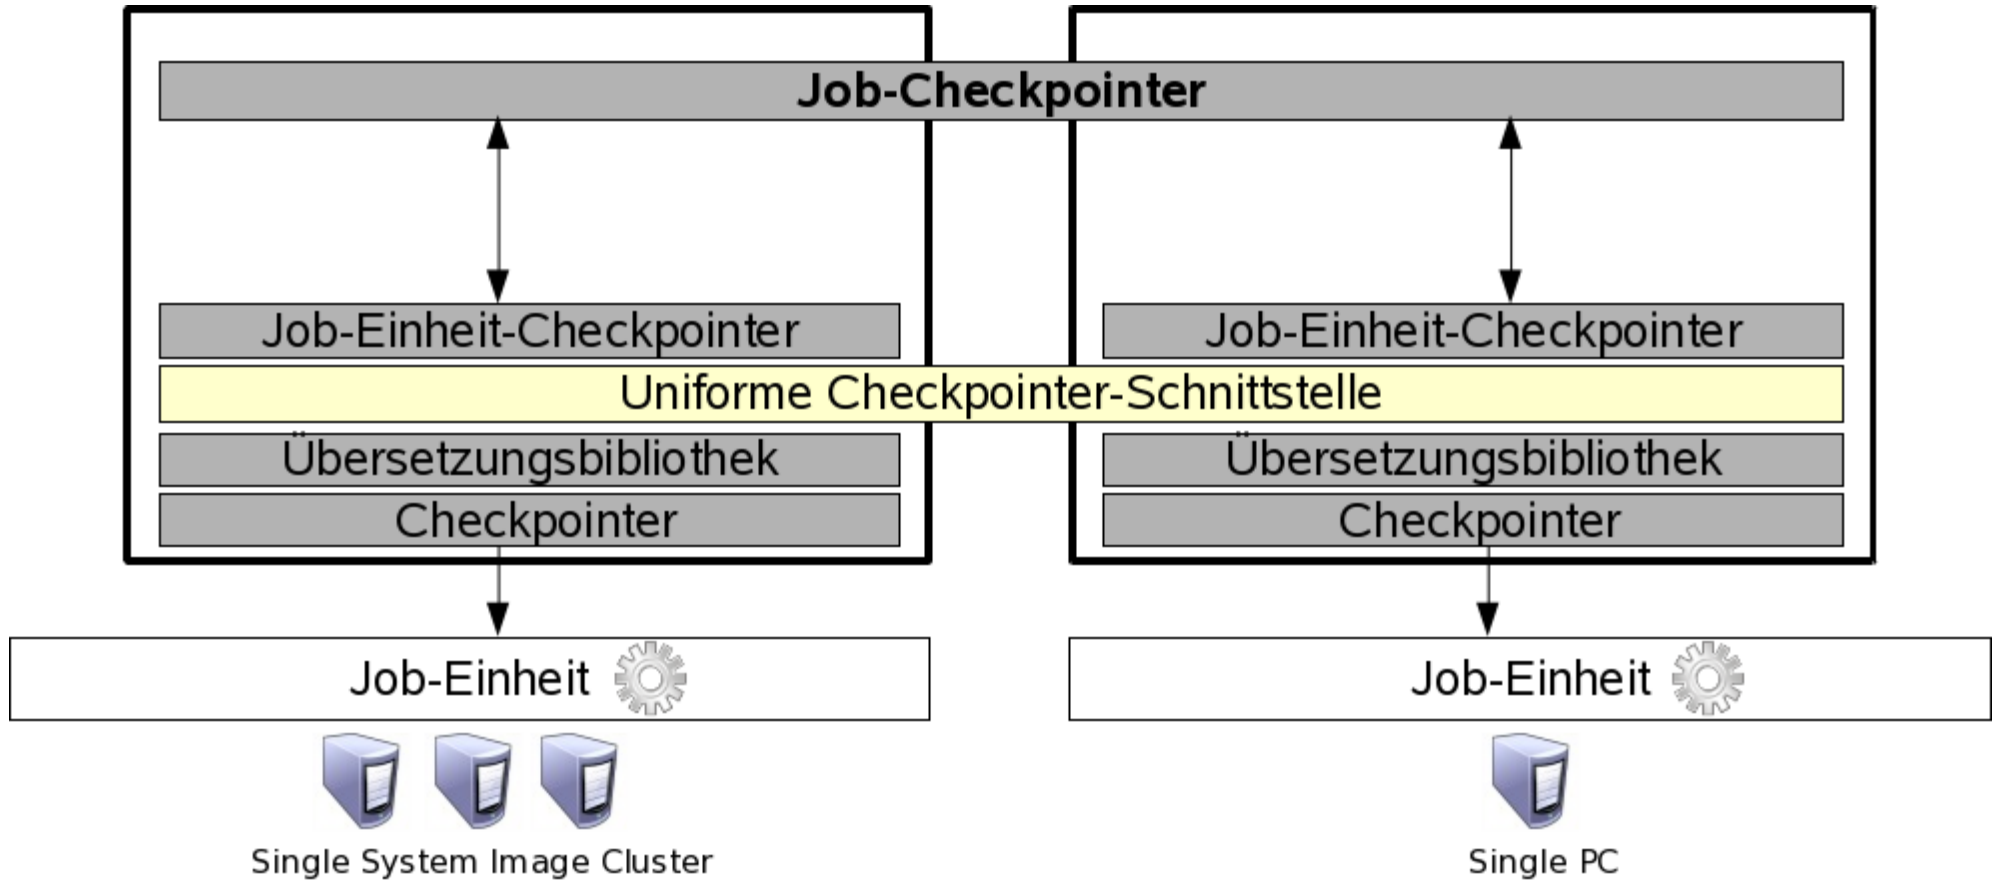 Job-Checkpointer
Job-Einheit-Checkpointer
Job-Einheit-Checkpointer
Uniforme Checkpointer-Schnittstelle
Übersetzungsbibliothek
Übersetzungsbibliothek
Checkpointer
Checkpointer
Job-Einheit
Job-Einheit
Single System Image Cluster
Single PC